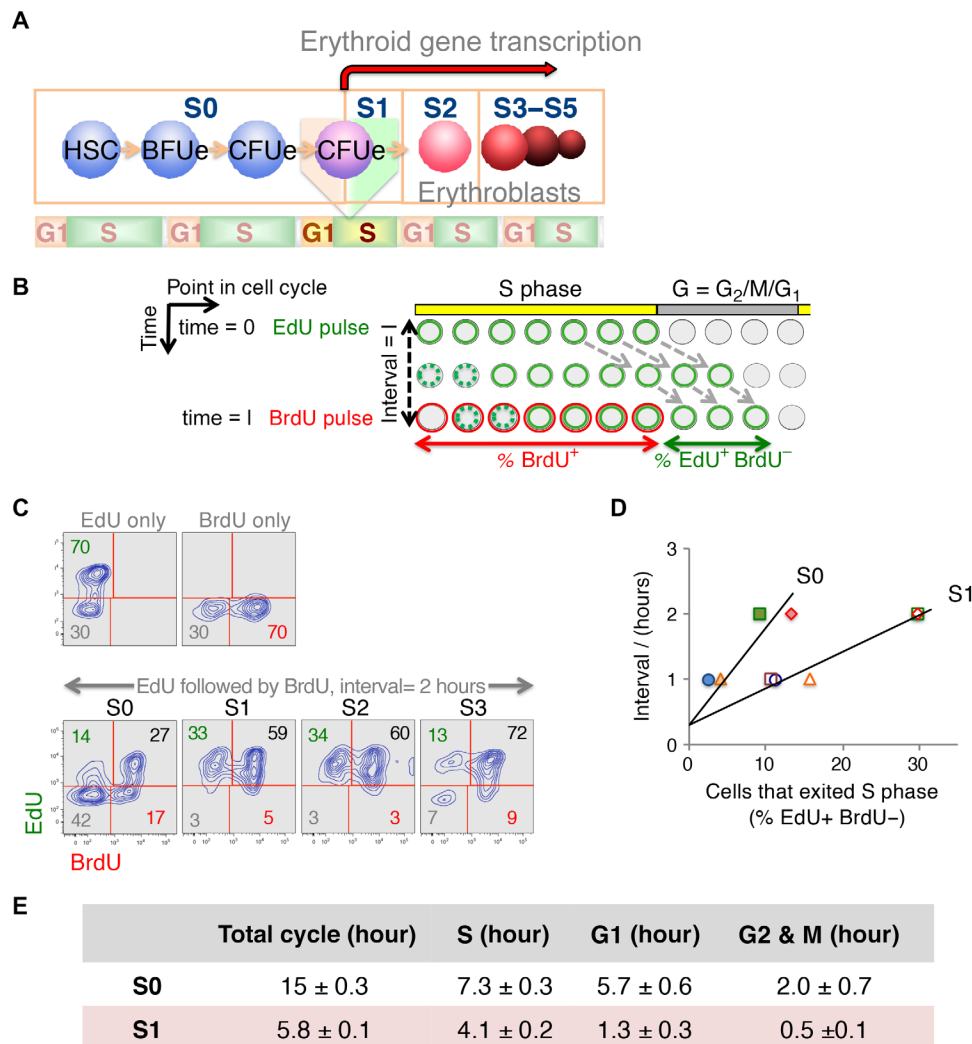 A
Erythroid gene transcription
S0 S1 S2 S3–S5
HSC BFUe CFUe CFUe
Erythroblasts
G1 S G1 S G1 S G1 S G1 S
B
Point in cell cycle
Time
S phase
G = G2/M/G1
time = 0 EdU pulse
Interval = I
time = I BrdU pulse
% BrdU+
% EdU+ BrdU−
C
EdU only BrdU only
70
30
30 70
EdU followed by BrdU, interval= 2 hours
S0 S1 S2 S3
14 27 33 59 34 60 13 72
42 17 3 5 3 3 7 9
EdU
BrdU
D
3
2
1
0
0 10 20 30
S0
S1
Interval / (hours)
Cells that exited S phase
(% EdU+ BrdU−)
E
Total cycle (hour) S (hour) G1 (hour) G2 & M (hour)
S0 15 ± 0.3 7.3 ± 0.3 5.7 ± 0.6 2.0 ± 0.7
S1 5.8 ± 0.1 4.1 ± 0.2 1.3 ± 0.3 0.5 ±0.1